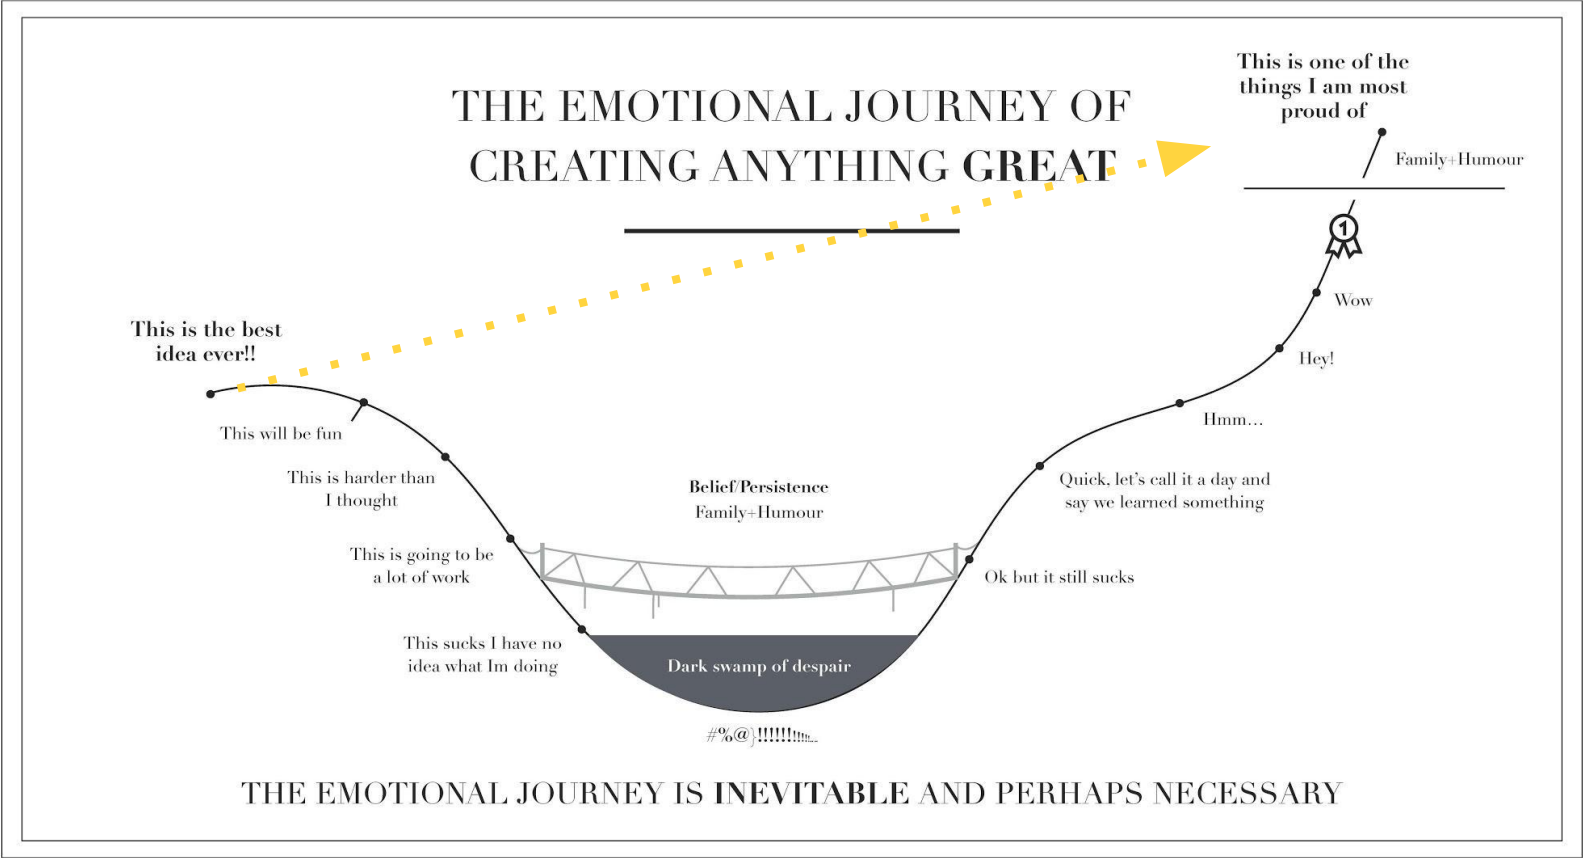 THE EMOTIONAL JOURNEY OF
CREATING ANYTHING GREAT
This is one of the
things I am most
proud of
Family+Humour
1
Wow
Hey!
Hmm...
Quick, let's call it a day and
say we learned something
Ok but it still sucks
This is the best
idea ever!!
This will be fun
This is harder than
I thought
This is going to be
a lot of work
This sucks I have no
idea what Im doing
Belief/Persistence
Family+Humour
Dark swamp of despair
THE EMOTIONAL JOURNEY IS INEVITABLE AND PERHAPS NECESSARY